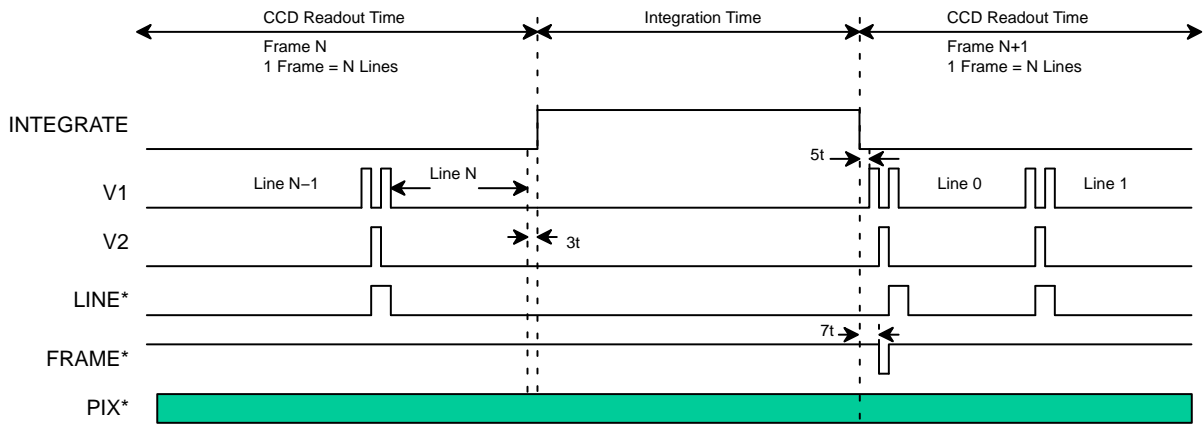 CCD Readout Time
Integration Time
CCD Readout Time
Frame N
1 Frame = N Lines
Frame N+1
1 Frame = N Lines
INTEGRATE
5t
V1
Line N−1
Line N
Line 0
Line 1
V2
3t
LINE*
7t
FRAME*
PIX*